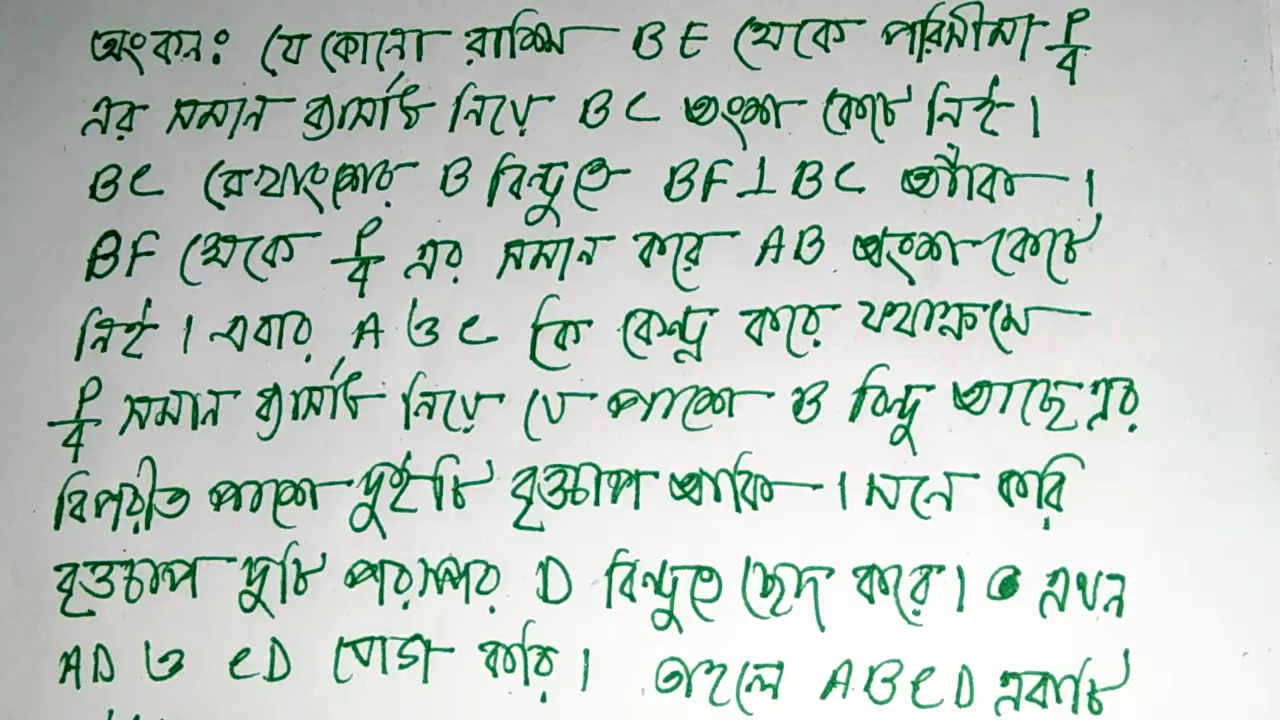 অংকন: যে কোনো রাশ্মি BE থেকে পরিসীমা P/4
এর সমান ব্যাসার্ধ নিয়ে BC অংশ কেটে নিই।
BC রেখাংশের B বিন্দুতে BF⊥BC আঁকি।
BF থেকে P/4 এর সমান করে AB অংশ কেটে
নিই। এবার A ও C কে কেন্দ্র করে যথাক্রমে
P/4 সমান ব্যাসার্ধ নিয়ে যে পাশে B বিন্দু আছে এর
বিপরীত পাশে দুইটি বৃত্তচাপ আঁকি। মনে করি
বৃত্তচাপ দুটি পরস্পর D বিন্দুতে ছেদ করে। এখন
AD ও CD যোগ করি। তাহলে ABCD একটি